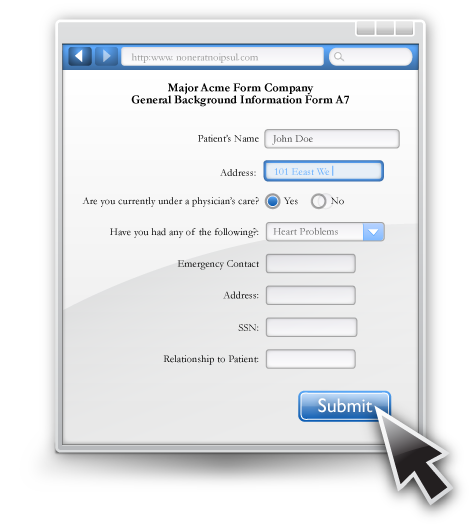 http:www. noneratnoipsul.com
Major Acme Form Company
General Background Information Form A7
Patient's Name John Doe
Address: 101 Eeast We
Are you currently under a physician's care? Yes No
Have you had any of the following?: Heart Problems
Emergency Contact
Address:
SSN:
Relationship to Patient:
Submit